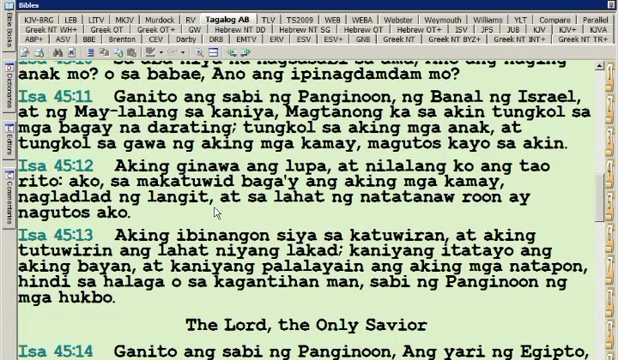 Bibles
KJV-BRG LEB LITV MKJV Murdock RV Tagalog AB TLV TS2009 WEB WEBA Webster Weymouth Williams YLT Compare Parallel
Greek NT WH+ Greek OT Greek OT+ GW Hebrew NT DD Hebrew NT SG Hebrew OT Hebrew OT+ ISV JUB KJV KJV+ KJVA
ABP+ ASV BBE Brenton CEV Darby DRB EMTV ESV ESV+ GNB Greek NT Greek NT BYZ+ Greek NT INT+ Greek NT TR+
Bible Books
Dictionaries
Editors
Commentaries
anak mo? o sa babae, Ano ang ipinagdamdam mo?
Isa 45:11 Ganito ang sabi ng Panginoon, ng Banal ng Israel,
at ng May-lalang sa kaniya, Magtanong ka sa akin tungkol sa
mga bagay na darating; tungkol sa aking mga anak, at
tungkol sa gawa ng aking mga kamay, magutos kayo sa akin.
Isa 45:12 Aking ginawa ang lupa, at nilalang ko ang tao
rito: ako, sa makatuwid baga'y ang aking mga kamay,
nagladlad ng langit, at sa lahat ng natatanaw roon ay
nagutos ako.
Isa 45:13 Aking ibinangon siya sa katuwiran, at aking
tutuwirin ang lahat niyang lakad; kaniyang itatayo ang
aking bayan, at kaniyang palalayain ang aking mga natapon,
hindi sa halaga o sa kagantihan man, sabi ng Panginoon ng
mga hukbo.
The Lord, the Only Savior
Isa 45:14 Ganito ang sabi ng Panginoon, Ang yari ng Egipto,